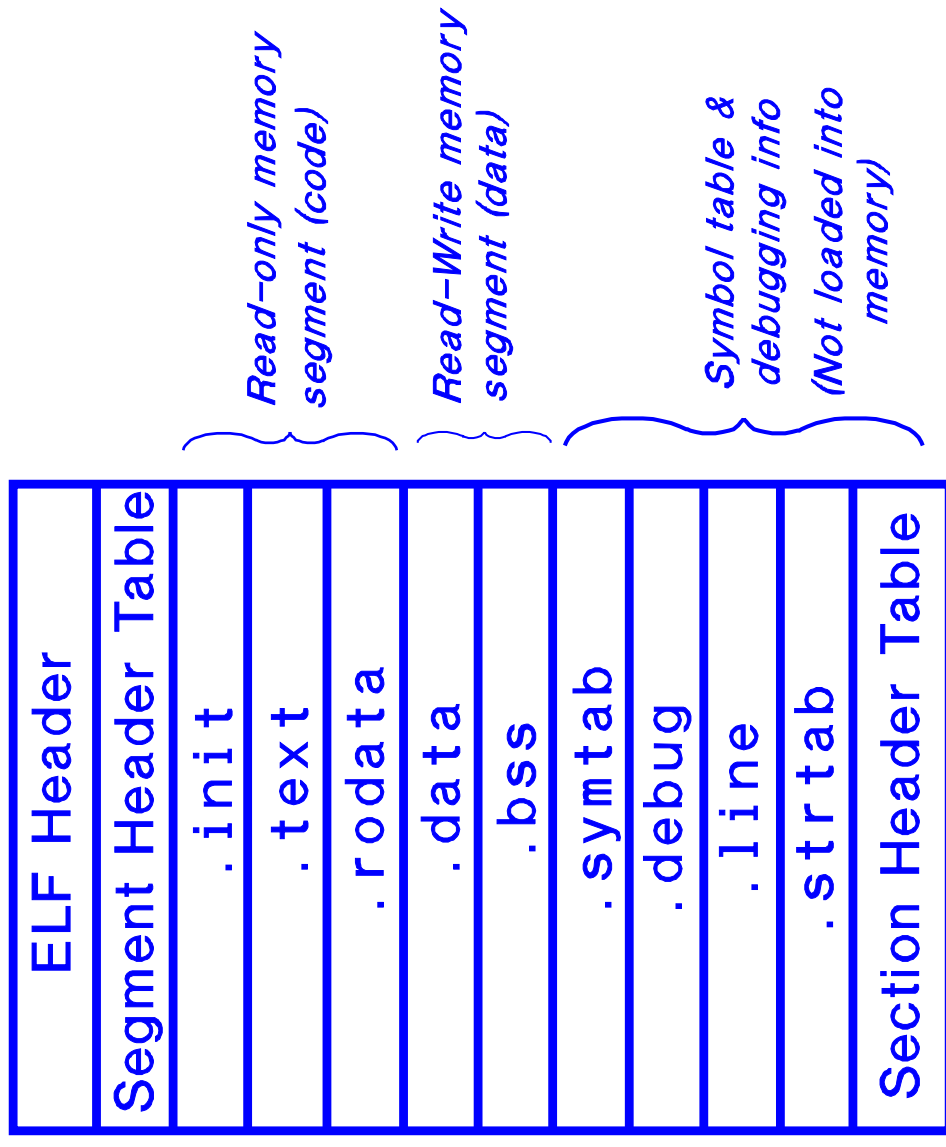 ELF Header
Segment Header Table
.init
.text
.rodata
.data
.bss
.symtab
.debug
.line
.strtab
Section Header Table
Read-only memory
segment (code)
Read-Write memory
segment (data)
Symbol table &
debugging info
(Not loaded into
memory)